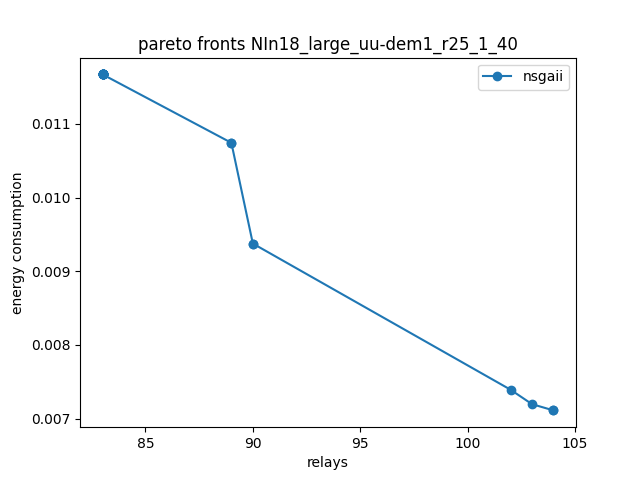 pareto fronts NIn18_large_uu-dem1_r25_1_40
nsgaii
0.011
0.010
0.009
0.008
0.007
energy consumption
85
90
95
100
105
relays